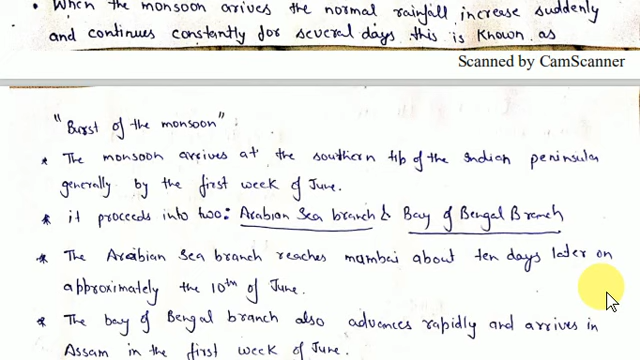 • When the monsoon arives the normal rainfall increase suddenly
and continues constantly for several days this is known as
Scanned by CamScanner
"Burst of the monsoon"
* The monsoon arrives at the southern tip of the Indian peninsular
generally by the first week of June.
* it proceeds into two: Arabian Sea branch & Bay of Bengal Branch
* The Arabian Sea branch reaches mumbai about ten days later on
approximately the 10th of June.
* The bay of Bengal branch also advances rapidly and arrives in
Assam in the first week of June.